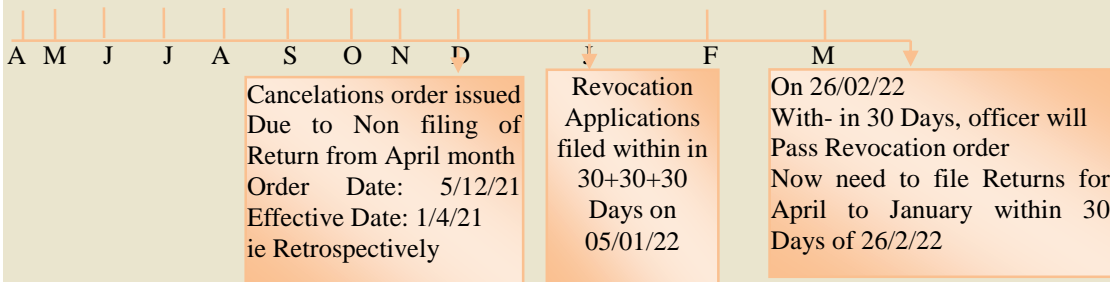 A M J J A S O N D J F M
Cancelations order issued
Due to Non filing of
Return from April month
Order Date: 5/12/21
Effective Date: 1/4/21
ie Retrospectively
Revocation
Applications
filed within in
30+30+30
Days on
05/01/22
On 26/02/22
With- in 30 Days, officer will
Pass Revocation order
Now need to file Returns for
April to January within 30
Days of 26/2/22